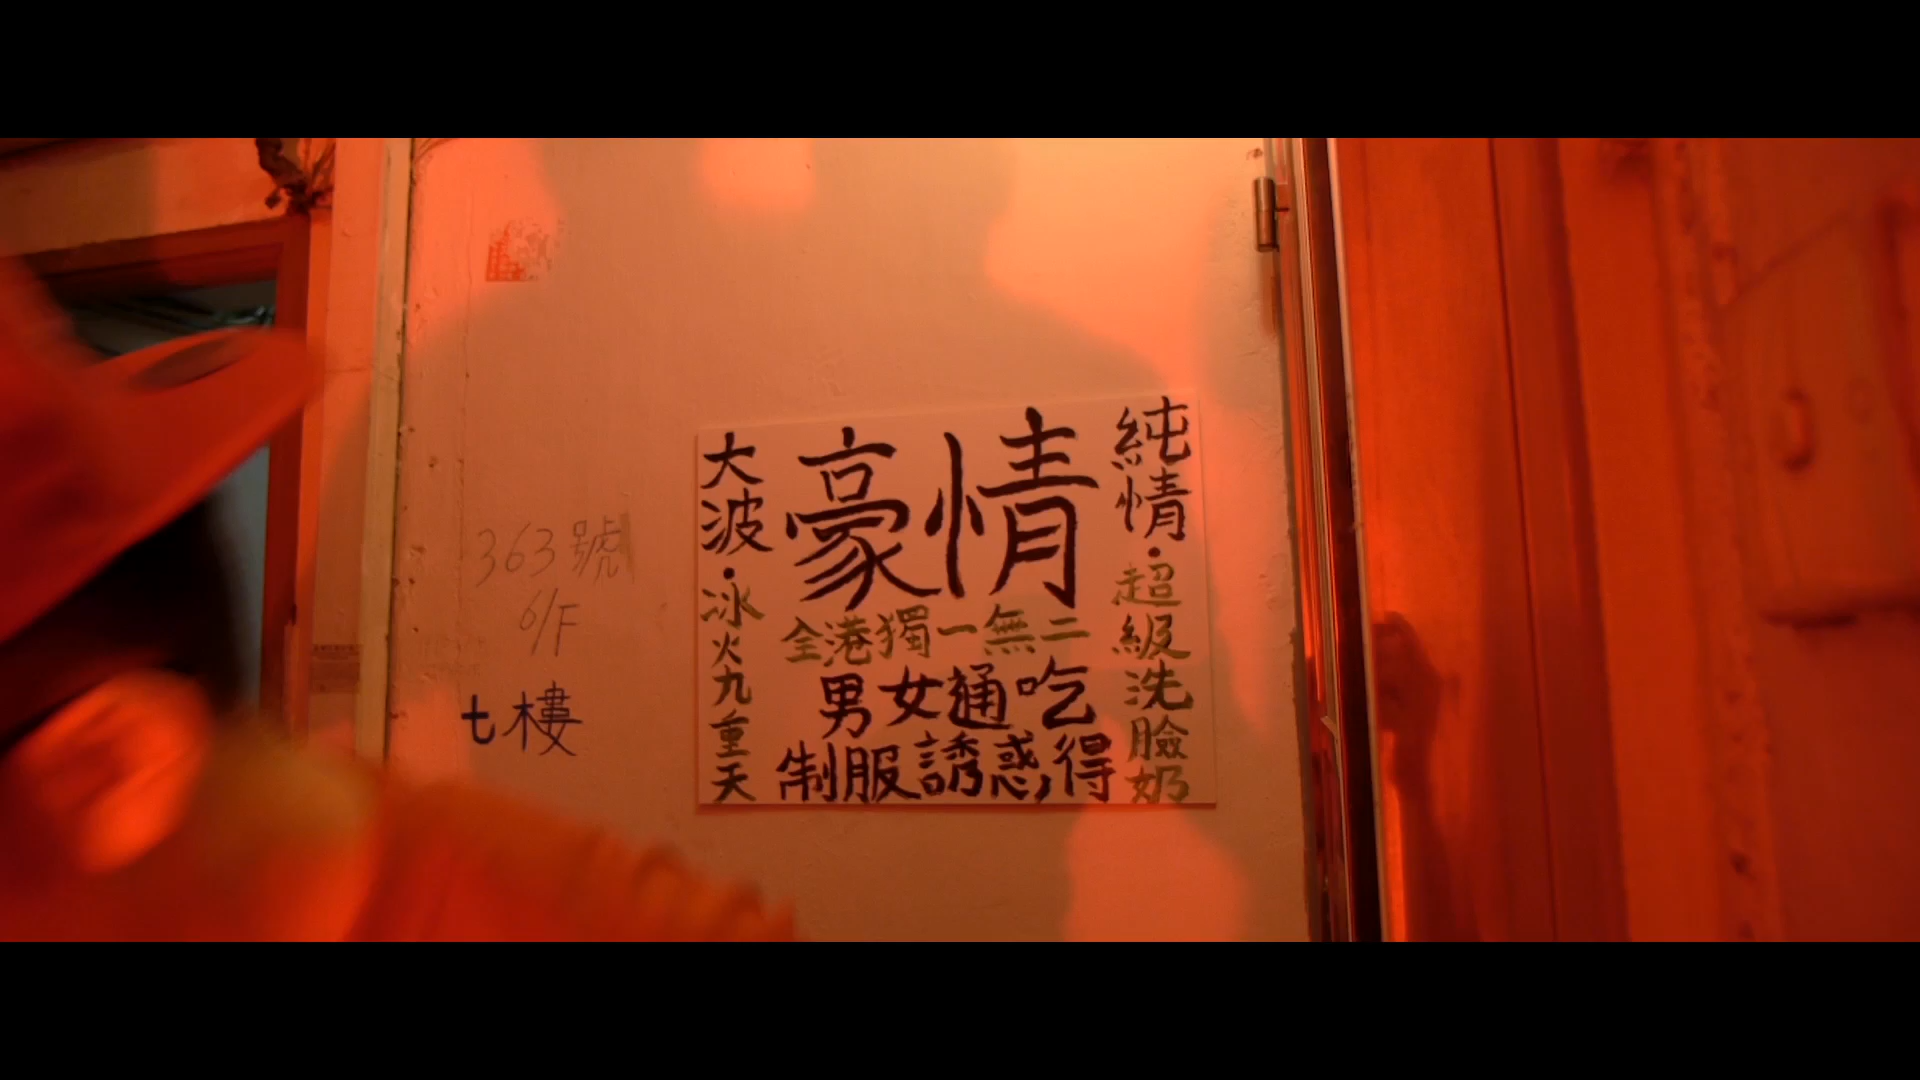 363號
6/F
七樓
大波·冰火九重天
豪情
全港獨一無二
男女通吃
制服誘惑,得
純情·超級洗臉奶